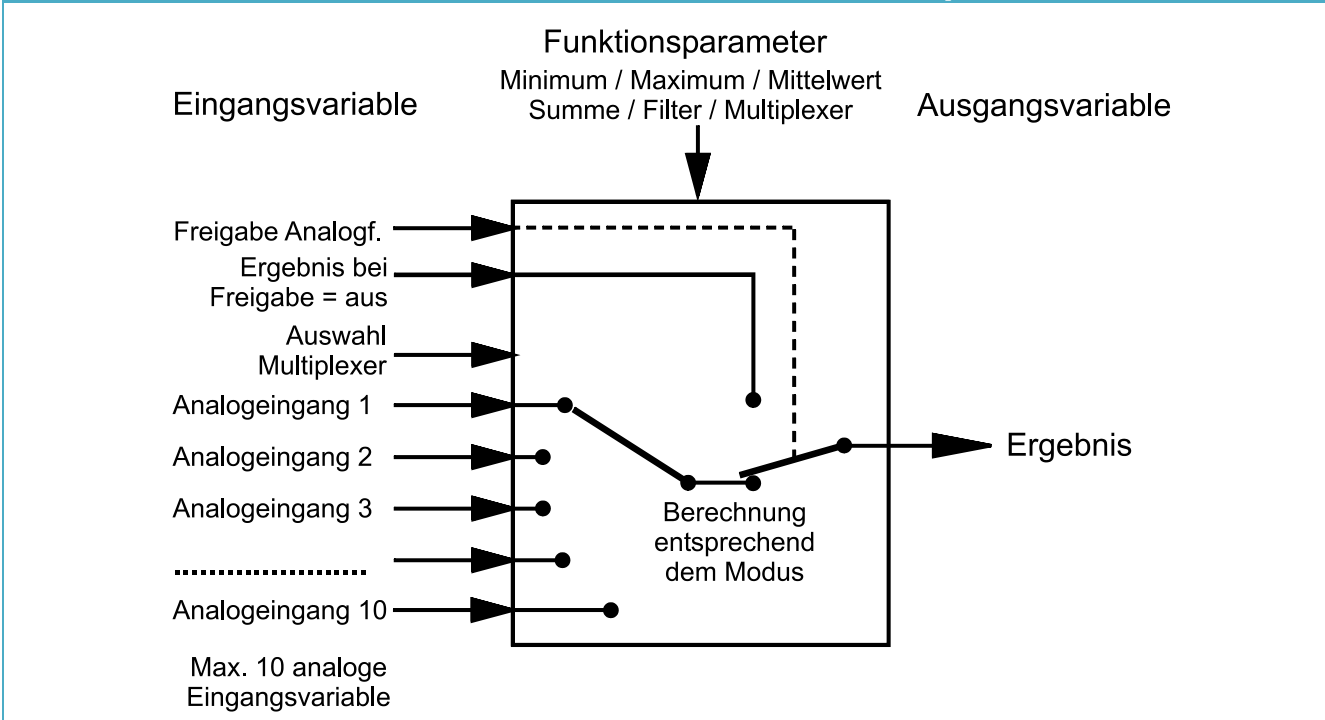 Funktionsparameter
Minimum / Maximum / Mittelwert
Summe / Filter / Multiplexer
Eingangsvariable
Ausgangsvariable
Freigabe Analogf.
Ergebnis bei
Freigabe = aus
Auswahl
Multiplexer
Analogeingang 1
Analogeingang 2
Analogeingang 3
.....................
Analogeingang 10
Max. 10 analoge
Eingangsvariable
Berechnung
entsprechend
dem Modus
Ergebnis